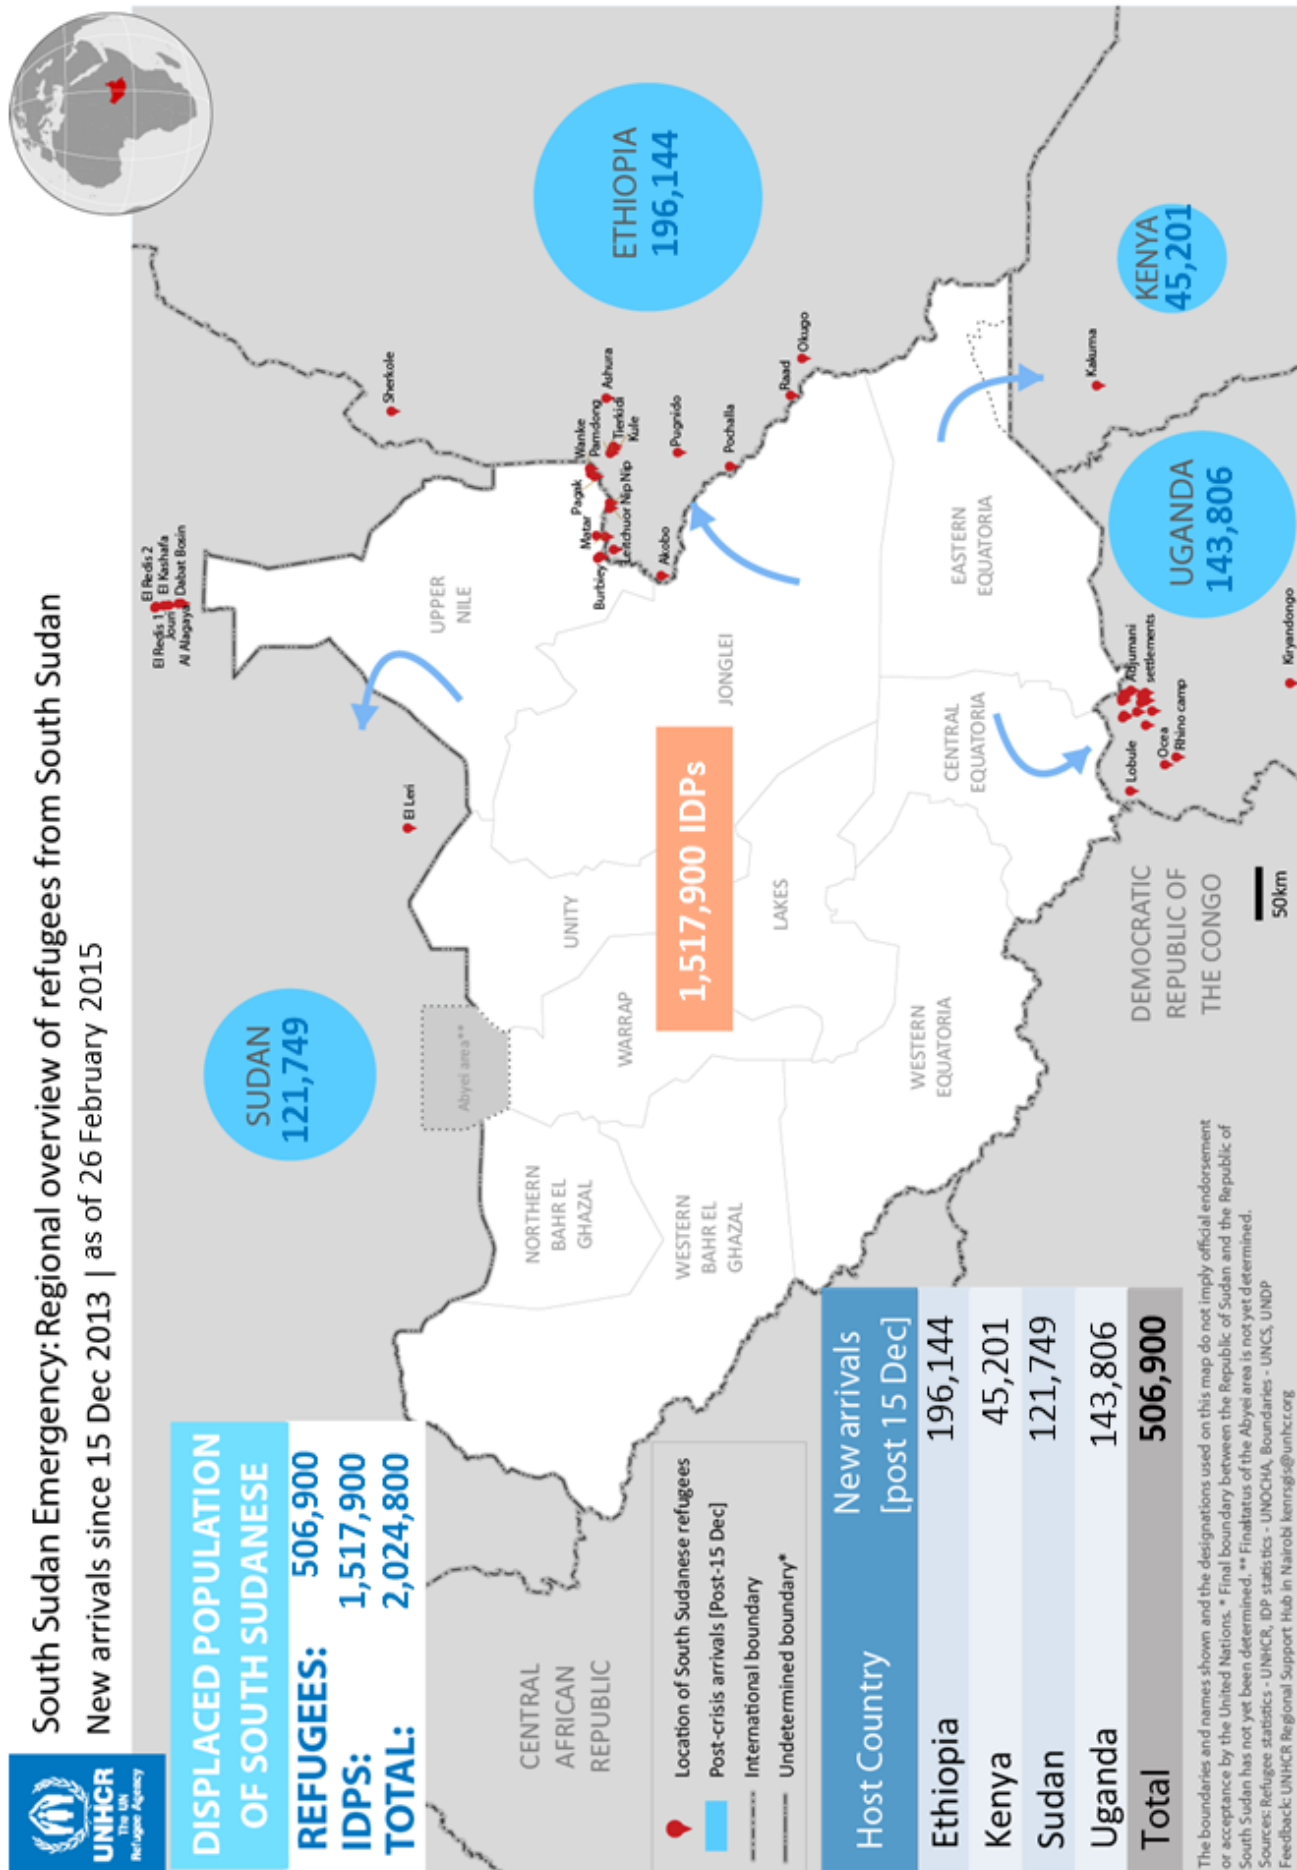 UNHCR
The UN
Refugee Agency
South Sudan Emergency: Regional overview of refugees from South Sudan
New arrivals since 15 Dec 2013 | as of 26 February 2015
DISPLACED POPULATION
OF SOUTH SUDANESE
REFUGEES: 506,900
IDPS: 1,517,900
TOTAL: 2,024,800
SUDAN
121,749
ETHIOPIA
196,144
KENYA
45,201
UGANDA
143,806
1,517,900 IDPs
Abyei area**
NORTHERN
BAHR EL
GHAZAL
WESTERN
BAHR EL
GHAZAL
WARRAP
UNITY
UPPER
NILE
JONGLEI
LAKES
WESTERN
EQUATORIA
CENTRAL
EQUATORIA
EASTERN
EQUATORIA
CENTRAL
AFRICAN
REPUBLIC
DEMOCRATIC
REPUBLIC OF
THE CONGO
El Redis 2
El Redis 1
El Kashafa
Jouri
Dabat Bosin
Al Alagaya
El Leri
Sherkole
Wanke
Pamdong
Pagak
Ashura
Tierkidi
Kule
Matar
Nip Nip
Burbiey
Leitchuor
Akobo
Pugnido
Pochalla
Raad
Okugo
Kakuma
Adjumani
settlements
Lobule
Ocea
Rhino camp
Kiryandongo
50km
Location of South Sudanese refugees
Post-crisis arrivals [Post-15 Dec]
International boundary
Undetermined boundary*
Host Country New arrivals
[post 15 Dec]
Ethiopia 196,144
Kenya 45,201
Sudan 121,749
Uganda 143,806
Total 506,900
The boundaries and names shown and the designations used on this map do not imply official endorsement
or acceptance by the United Nations. * Final boundary between the Republic of Sudan and the Republic of
South Sudan has not yet been determined. ** Final status of the Abyei area is not yet determined.
Sources: Refugee statistics - UNHCR, IDP statistics - UNOCHA, Boundaries - UNCS, UNDP
Feedback: UNHCR Regional Support Hub in Nairobi kenrsgis@unhcr.org